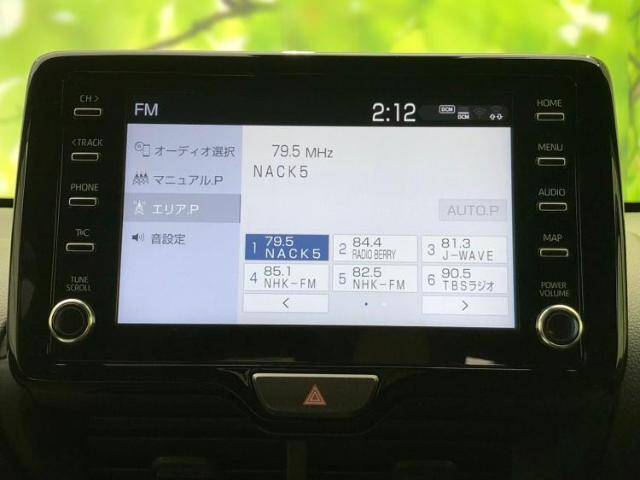 CH >
< TRACK
PHONE
T\C
TUNE
SCROLL
FM
2:12
DCM
DCM
オーディオ選択
マニュアル.P
エリア.P
音設定
79.5 MHz
NACK5
AUTO.P
1 79.5 NACK5
2 84.4 RADIO BERRY
3 81.3 J-WAVE
4 85.1 NHK-FM
5 82.5 NHK-FM
6 90.5 TBSラジオ
<
>
HOME
MENU
AUDIO
MAP
POWER
VOLUME